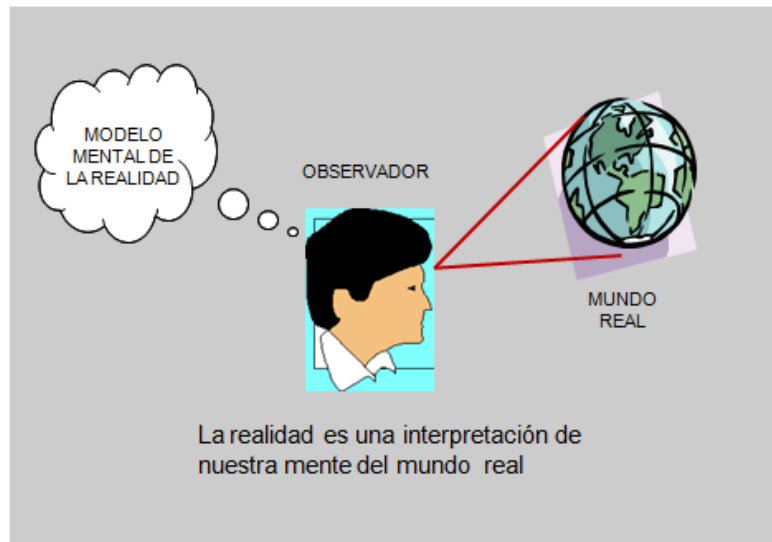 MODELO
MENTAL DE
LA REALIDAD
OBSERVADOR
MUNDO
REAL
La realidad es una interpretación de
nuestra mente del mundo real